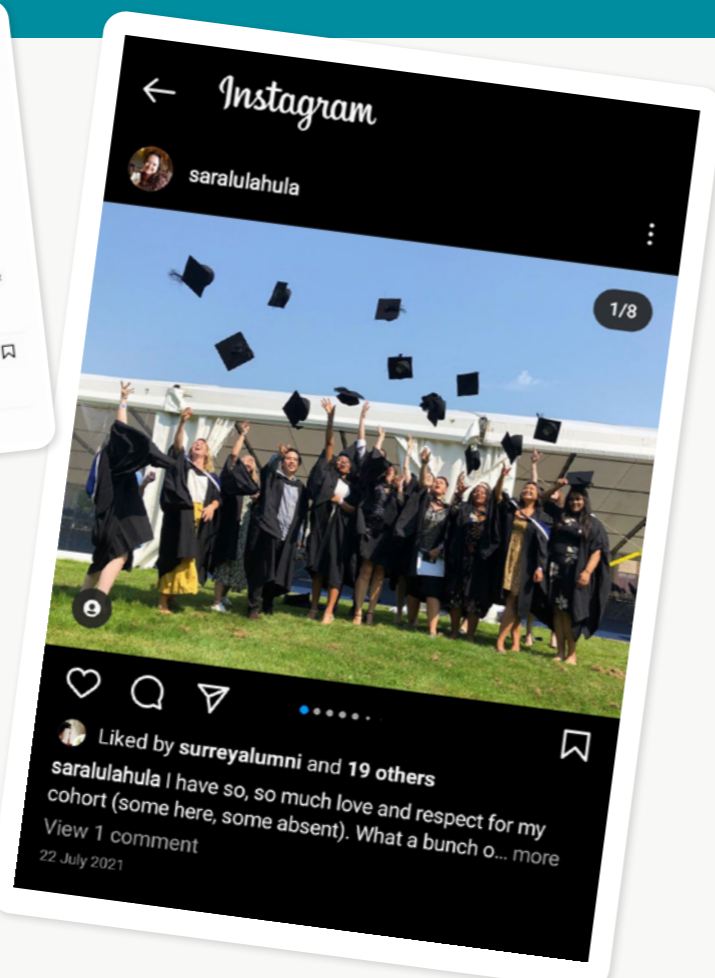 Instagram
saralulahula
1/8
Liked by surreyalumni and 19 others
saralulahula I have so, so much love and respect for my
cohort (some here, some absent). What a bunch o... more
View 1 comment
22 July 2021